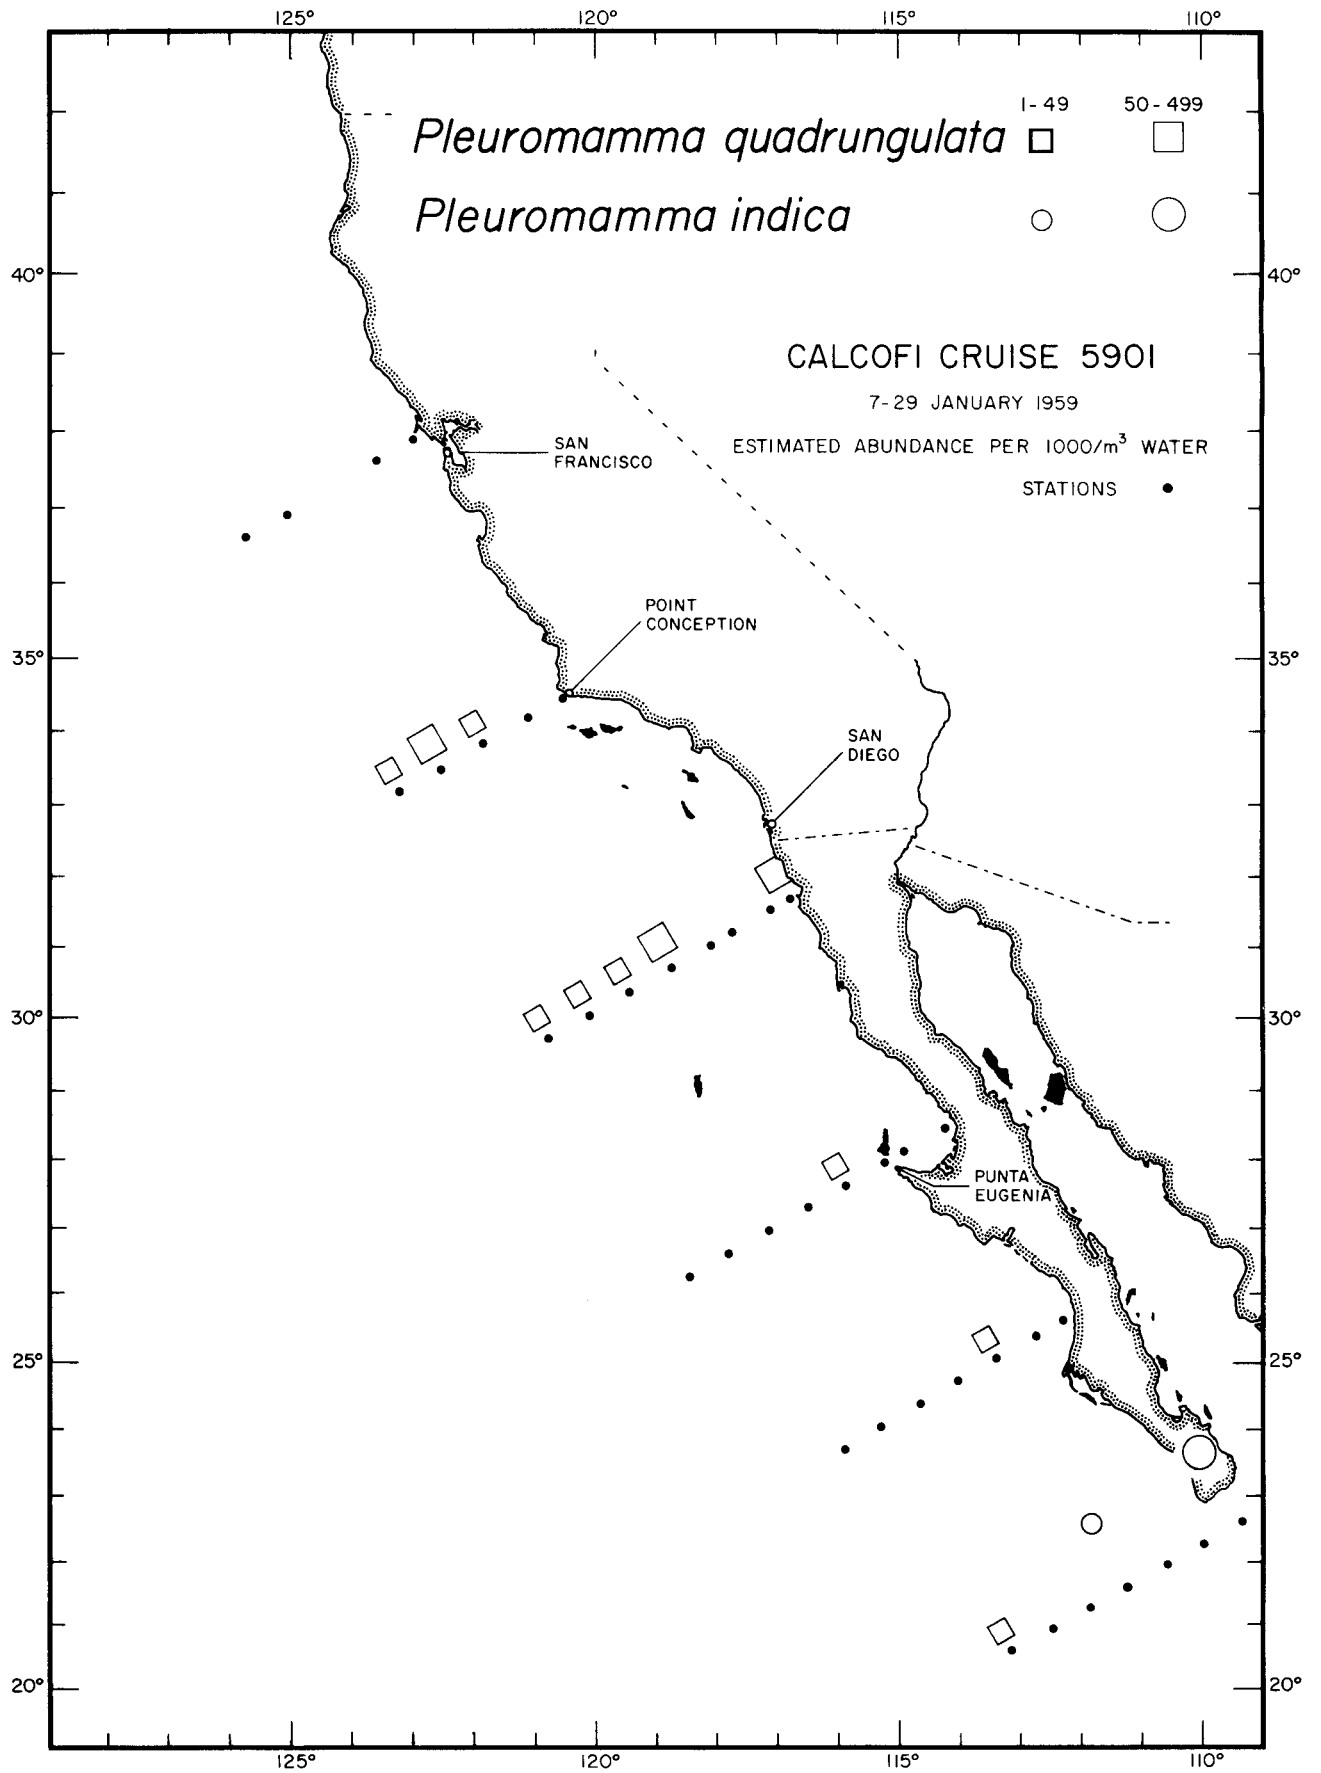 125° 120° 115° 110°
1-49 50-499
Pleuromamma quadrungulata
Pleuromamma indica
40° 40°
CALCOFI CRUISE 5901
7-29 JANUARY 1959
ESTIMATED ABUNDANCE PER 1000/m³ WATER
STATIONS
SAN
FRANCISCO
POINT
CONCEPTION
35° 35°
SAN
DIEGO
30° 30°
PUNTA
EUGENIA
25° 25°
20° 20°
125° 120° 115° 110°